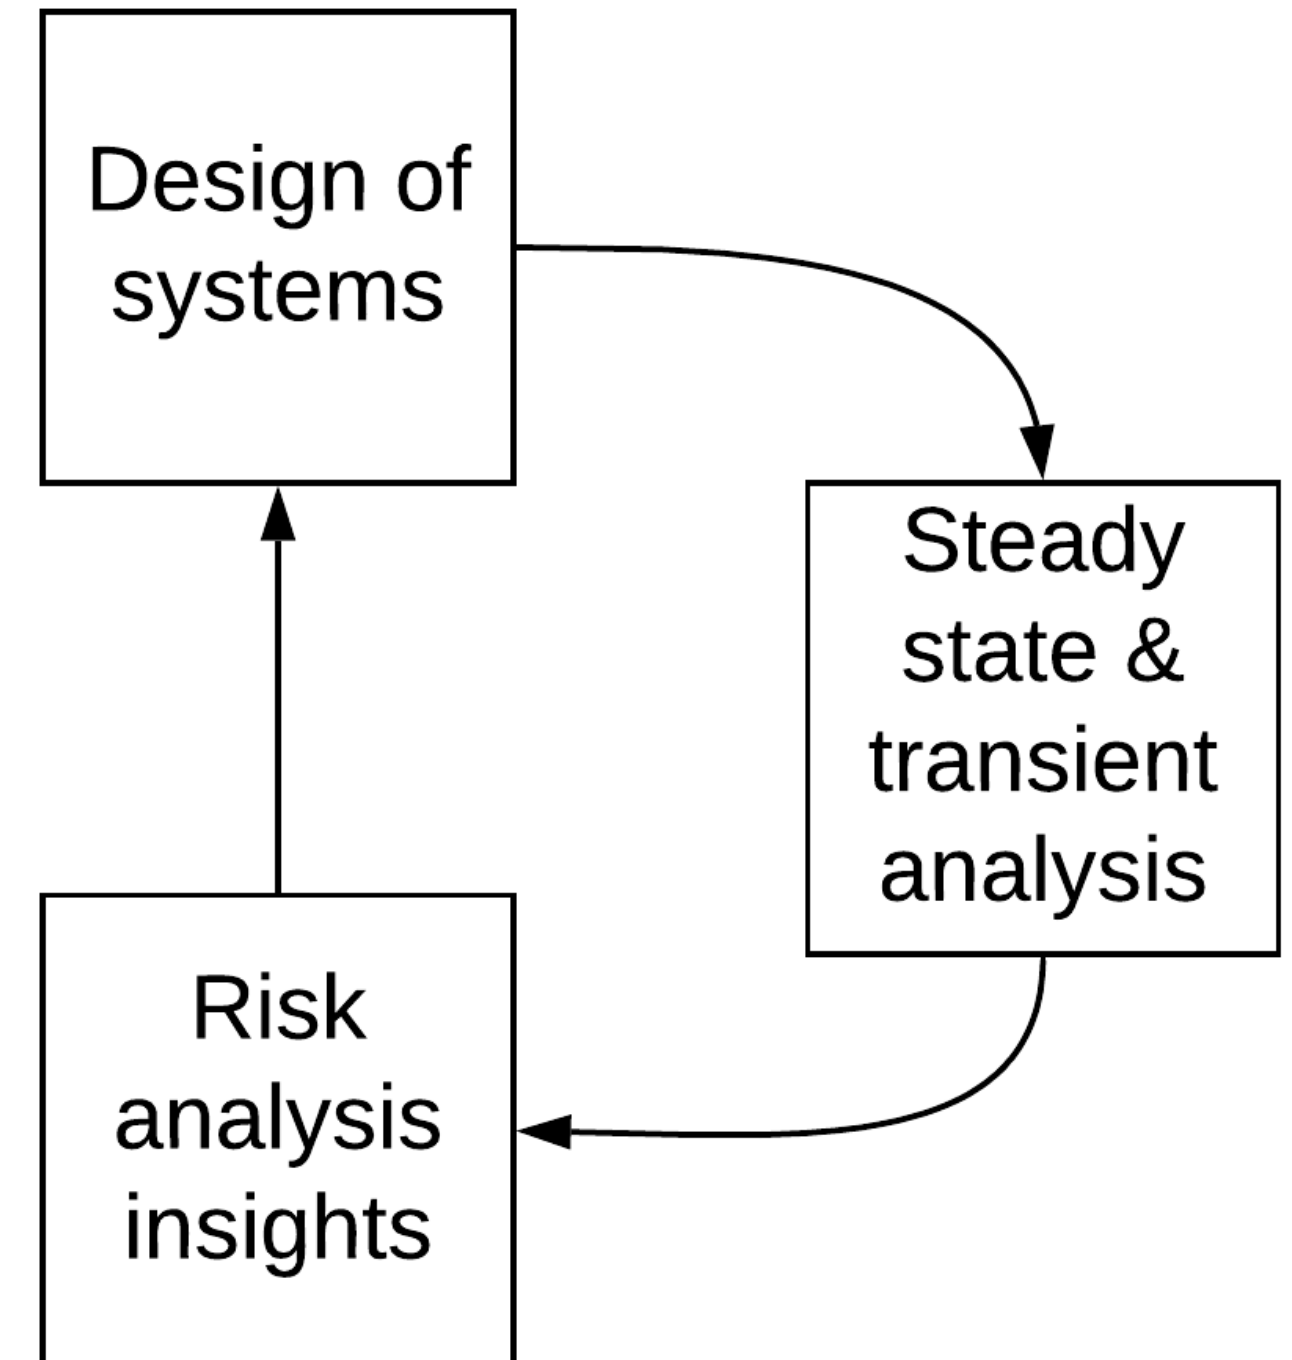 Design of
systems
Steady
state &
transient
analysis
Risk
analysis
insights